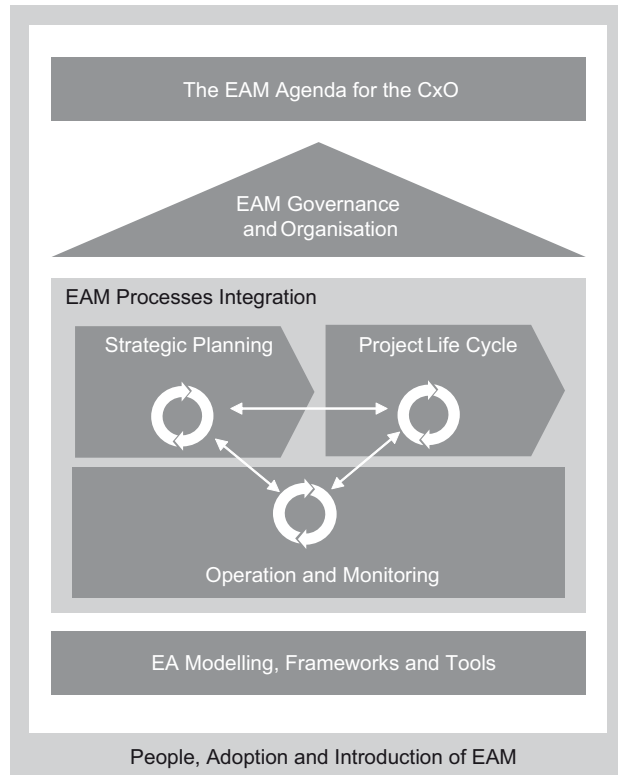 The EAM Agenda for the CxO
EAM Governance
and Organisation
EAM Processes Integration
Strategic Planning
Project Life Cycle
Operation and Monitoring
EA Modelling, Frameworks and Tools
People, Adoption and Introduction of EAM